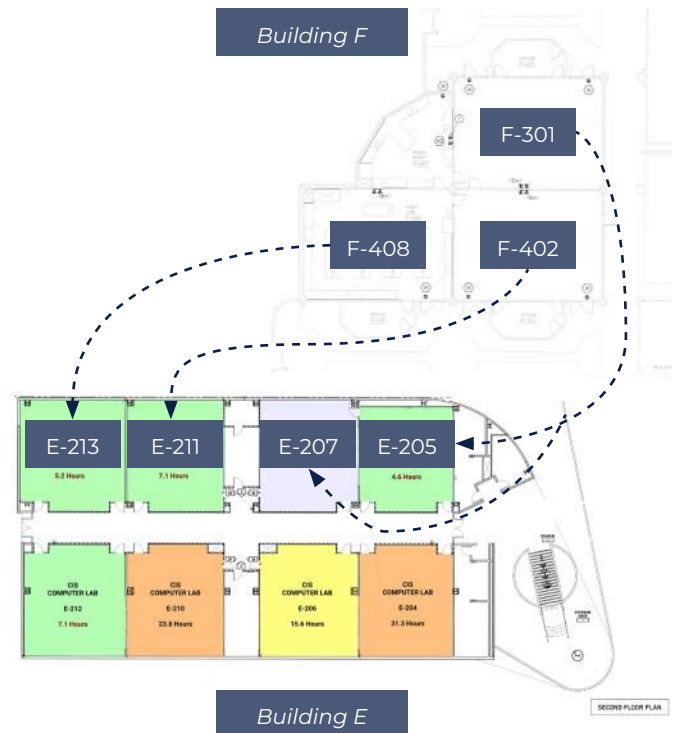 Building F
F-301
F-408
F-402
E-213
E-211
E-207
E-205
5.2 Hours
7.1 Hours
4.6 Hours
CIS
COMPUTER LAB
E-212
7.1 Hours
CIS
COMPUTER LAB
E-210
23.8 Hours
CIS
COMPUTER LAB
E-206
15.6 Hours
CIS
COMPUTER LAB
E-204
31.3 Hours
SECOND FLOOR PLAN
Building E